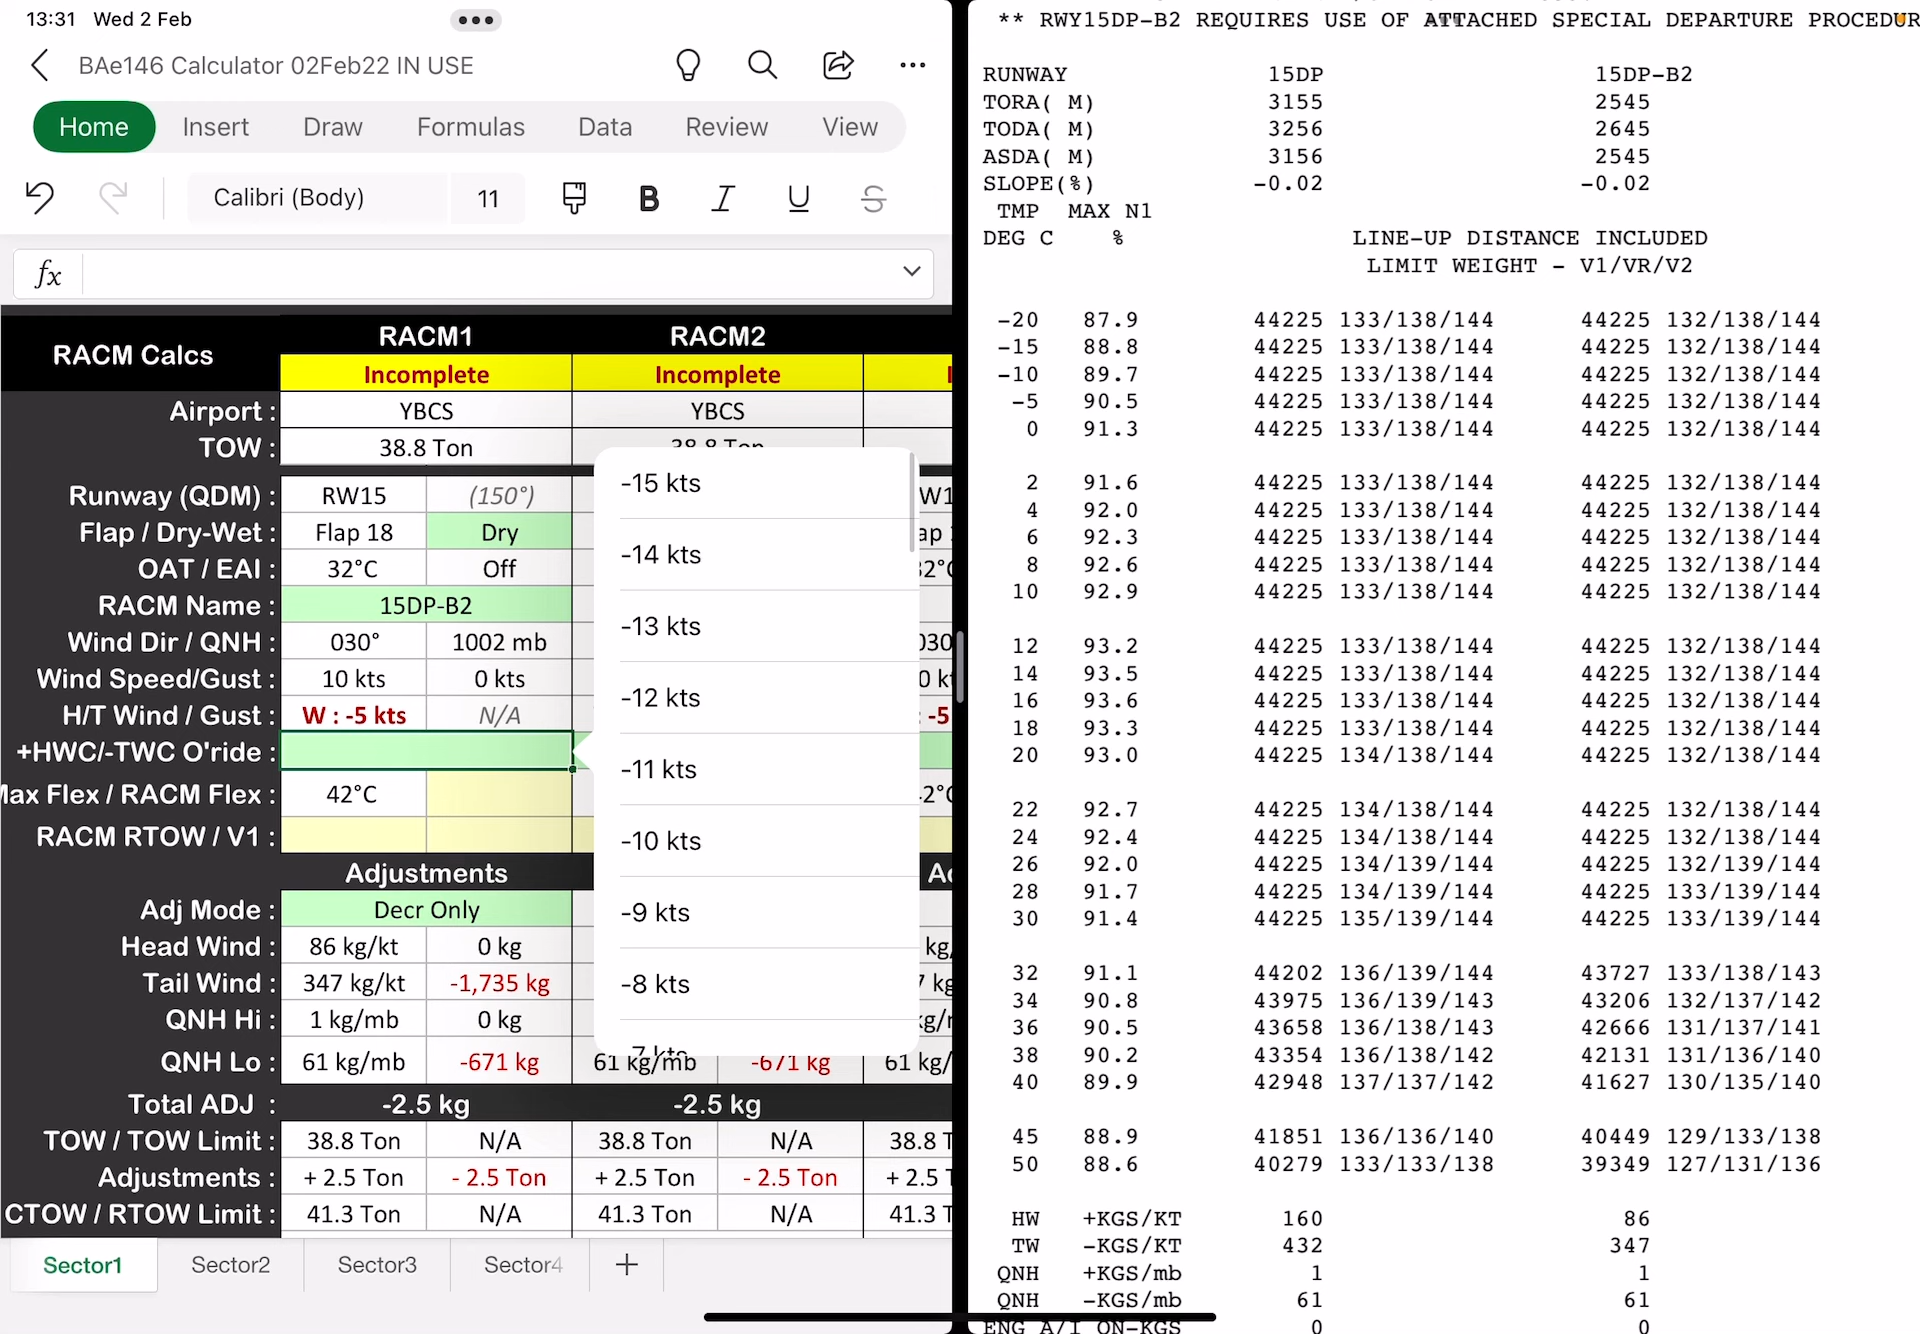 13:31 Wed 2 Feb
BAe146 Calculator 02Feb22 IN USE
Home Insert Draw Formulas Data Review View
Calibri (Body) 11 B I U S
fx
RACM Calcs RACM1 RACM2
Incomplete Incomplete
Airport : YBCS YBCS
TOW : 38.8 Ton 38.8 Ton
Runway (QDM) : RW15 (150°)
Flap / Dry-Wet : Flap 18 Dry
OAT / EAI : 32°C Off
RACM Name : 15DP-B2
Wind Dir / QNH : 030° 1002 mb
Wind Speed/Gust : 10 kts 0 kts
H/T Wind / Gust : W : -5 kts N/A
+HWC/-TWC O'ride :
Max Flex / RACM Flex : 42°C
RACM RTOW / V1 :
Adjustments
Adj Mode : Decr Only
Head Wind : 86 kg/kt 0 kg
Tail Wind : 347 kg/kt -1,735 kg
QNH Hi : 1 kg/mb 0 kg
QNH Lo : 61 kg/mb -671 kg 61 kg/mb -671 kg 61 kg/
Total ADJ : -2.5 kg -2.5 kg
TOW / TOW Limit : 38.8 Ton N/A 38.8 Ton N/A 38.8 T
Adjustments : + 2.5 Ton - 2.5 Ton + 2.5 Ton - 2.5 Ton + 2.5 T
CTOW / RTOW Limit : 41.3 Ton N/A 41.3 Ton N/A 41.3 T
-15 kts
-14 kts
-13 kts
-12 kts
-11 kts
-10 kts
-9 kts
-8 kts
-7 kts
Sector1 Sector2 Sector3 Sector4 +
** RWY15DP-B2 REQUIRES USE OF ATTACHED SPECIAL DEPARTURE PROCEDUR
RUNWAY 15DP 15DP-B2
TORA( M) 3155 2545
TODA( M) 3256 2645
ASDA( M) 3156 2545
SLOPE(%) -0.02 -0.02
TMP MAX N1
DEG C % LINE-UP DISTANCE INCLUDED
LIMIT WEIGHT - V1/VR/V2
-20 87.9 44225 133/138/144 44225 132/138/144
-15 88.8 44225 133/138/144 44225 132/138/144
-10 89.7 44225 133/138/144 44225 132/138/144
-5 90.5 44225 133/138/144 44225 132/138/144
0 91.3 44225 133/138/144 44225 132/138/144
2 91.6 44225 133/138/144 44225 132/138/144
4 92.0 44225 133/138/144 44225 132/138/144
6 92.3 44225 133/138/144 44225 132/138/144
8 92.6 44225 133/138/144 44225 132/138/144
10 92.9 44225 133/138/144 44225 132/138/144
12 93.2 44225 133/138/144 44225 132/138/144
14 93.5 44225 133/138/144 44225 132/138/144
16 93.6 44225 133/138/144 44225 132/138/144
18 93.3 44225 133/138/144 44225 132/138/144
20 93.0 44225 134/138/144 44225 132/138/144
22 92.7 44225 134/138/144 44225 132/138/144
24 92.4 44225 134/138/144 44225 132/138/144
26 92.0 44225 134/139/144 44225 132/139/144
28 91.7 44225 134/139/144 44225 133/139/144
30 91.4 44225 135/139/144 44225 133/139/144
32 91.1 44202 136/139/144 43727 133/138/143
34 90.8 43975 136/139/143 43206 132/137/142
36 90.5 43658 136/138/143 42666 131/137/141
38 90.2 43354 136/138/142 42131 131/136/140
40 89.9 42948 137/137/142 41627 130/135/140
45 88.9 41851 136/136/140 40449 129/133/138
50 88.6 40279 133/133/138 39349 127/131/136
HW +KGS/KT 160 86
TW -KGS/KT 432 347
QNH +KGS/mb 1 1
QNH -KGS/mb 61 61
ENG A/I ON-KGS 0 0